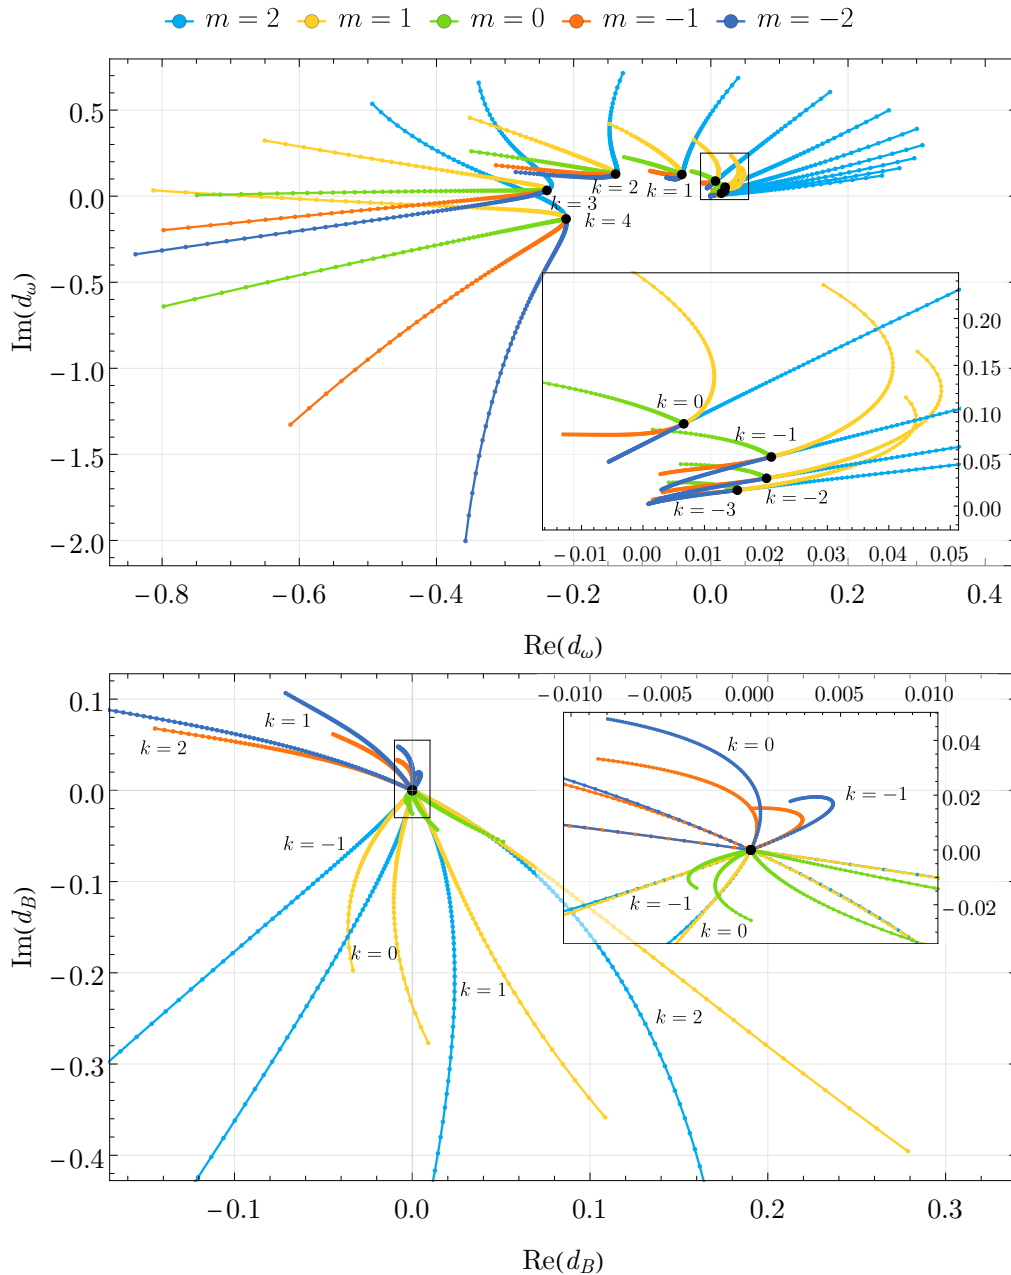 m = 2 m = 1 m = 0 m = −1 m = −2
0.5
0.0
−0.5
−1.0
−1.5
−2.0
Im(d_ω)
k = 2
k = 1
k = 3
k = 4
k = 0
k = −1
k = −2
k = −3
0.20
0.15
0.10
0.05
0.00
−0.01 0.00 0.01 0.02 0.03 0.04 0.05
−0.8 −0.6 −0.4 −0.2 0.0 0.2 0.4
Re(d_ω)
0.1
0.0
−0.1
−0.2
−0.3
−0.4
Im(d_B)
k = 1
k = 2
k = −1
k = 0
k = 1
k = 2
−0.010 −0.005 0.000 0.005 0.010
k = 0
k = −1
k = −1
k = 0
0.04
0.02
0.00
−0.02
−0.1 0.0 0.1 0.2 0.3
Re(d_B)